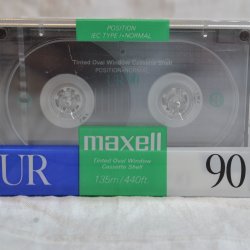 POSITION
IEC TYPE I • NORMAL
Tinted Oval Window Cassette Shell
POSITION•NORMAL
maxell
UR
Tinted Oval Window
Cassette Shell
90
135m/440ft.